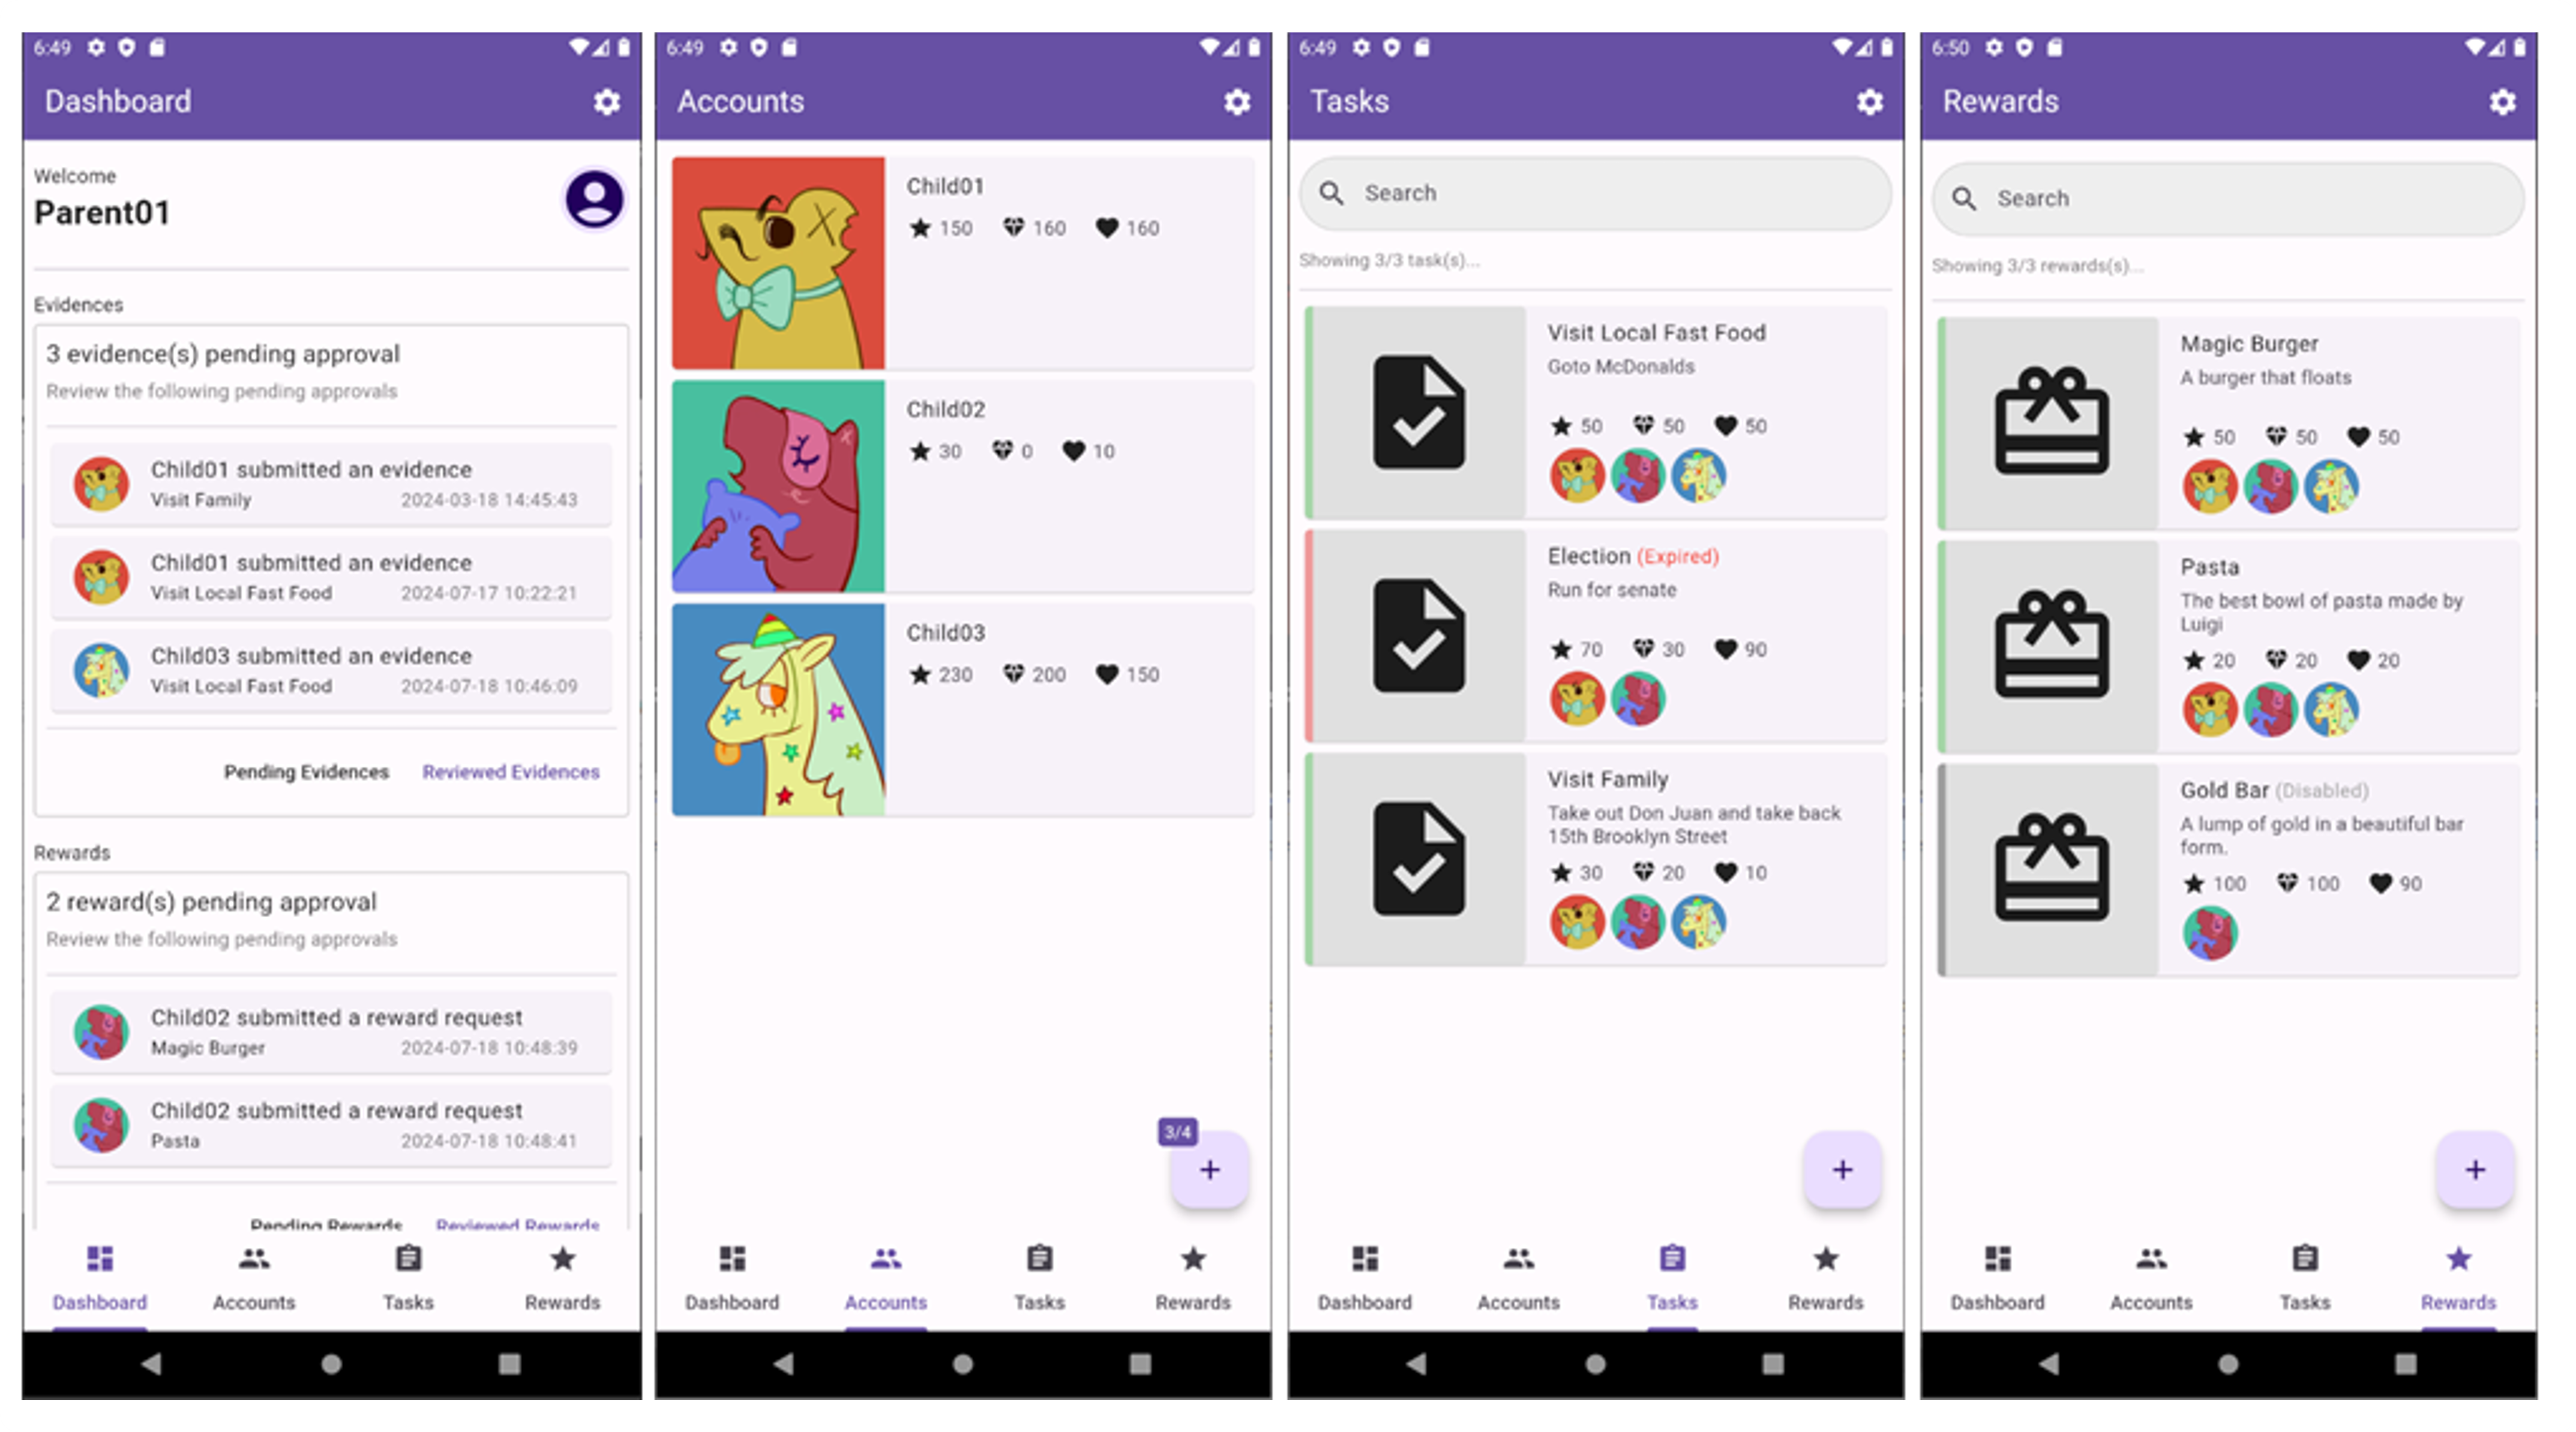 6:49
Dashboard
Welcome
Parent01
Evidences
3 evidence(s) pending approval
Review the following pending approvals
Child01 submitted an evidence
Visit Family 2024-03-18 14:45:43
Child01 submitted an evidence
Visit Local Fast Food 2024-07-17 10:22:21
Child03 submitted an evidence
Visit Local Fast Food 2024-07-18 10:46:09
Pending Evidences Reviewed Evidences
Rewards
2 reward(s) pending approval
Review the following pending approvals
Child02 submitted a reward request
Magic Burger 2024-07-18 10:48:39
Child02 submitted a reward request
Pasta 2024-07-18 10:48:41
Pending Rewards Reviewed Rewards
Dashboard Accounts Tasks Rewards
6:49
Accounts
Child01
150 160 160
Child02
30 0 10
Child03
230 200 150
3/4
+
Dashboard Accounts Tasks Rewards
6:49
Tasks
Search
Showing 3/3 task(s)...
Visit Local Fast Food
Goto McDonalds
50 50 50
Election (Expired)
Run for senate
70 30 90
Visit Family
Take out Don Juan and take back
15th Brooklyn Street
30 20 10
+
Dashboard Accounts Tasks Rewards
6:50
Rewards
Search
Showing 3/3 rewards(s)...
Magic Burger
A burger that floats
50 50 50
Pasta
The best bowl of pasta made by
Luigi
20 20 20
Gold Bar (Disabled)
A lump of gold in a beautiful bar
form.
100 100 90
+
Dashboard Accounts Tasks Rewards